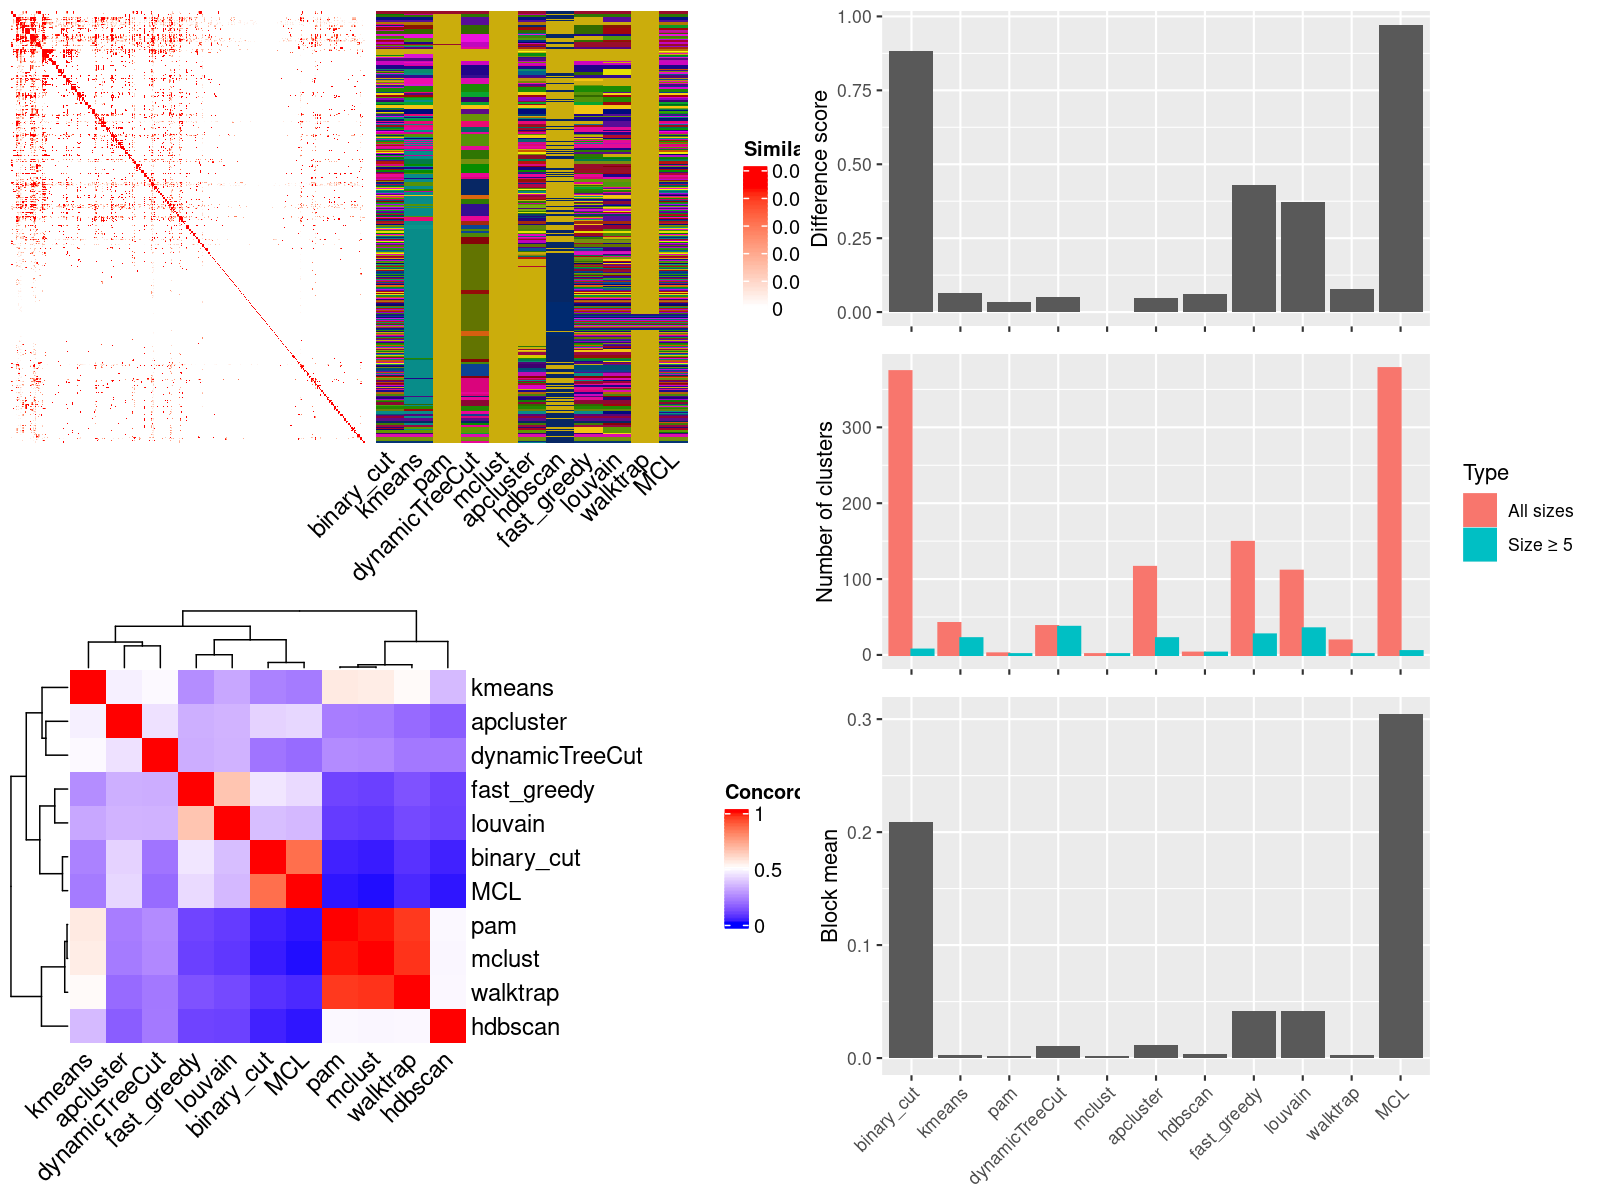 Simila
0.0
0.0
0.0
0.0
0.0
0
binary_cut
kmeans
pam
dynamicTreeCut
mclust
apcluster
hdbscan
fast_greedy
louvain
walktrap
MCL
kmeans
apcluster
dynamicTreeCut
fast_greedy
louvain
binary_cut
MCL
pam
mclust
walktrap
hdbscan
kmeans
apcluster
dynamicTreeCut
fast_greedy
louvain
binary_cut
MCL
pam
mclust
walktrap
hdbscan
Concord
1
0.5
0
Difference score
1.00
0.75
0.50
0.25
0.00
Number of clusters
300
200
100
0
Type
All sizes
Size ≥ 5
Block mean
0.3
0.2
0.1
0.0
binary_cut
kmeans
pam
dynamicTreeCut
mclust
apcluster
hdbscan
fast_greedy
louvain
walktrap
MCL